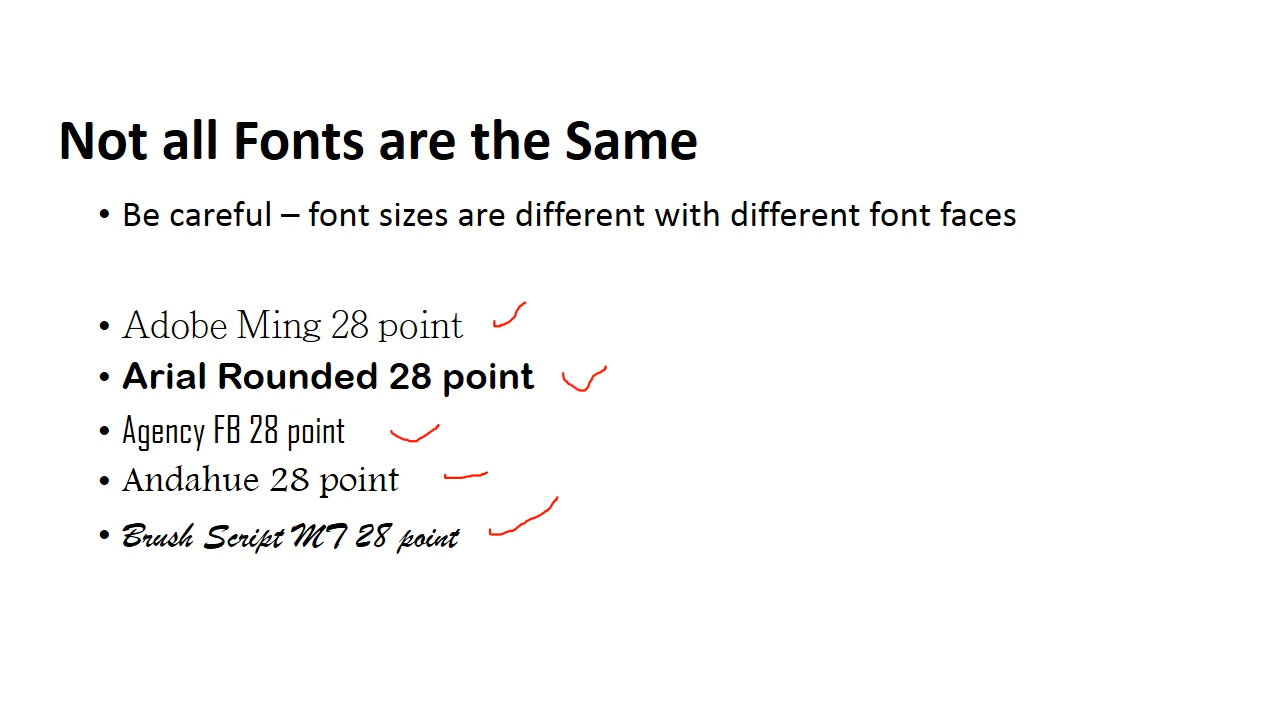 Not all Fonts are the Same
• Be careful – font sizes are different with different font faces
• Adobe Ming 28 point
• Arial Rounded 28 point
• Agency FB 28 point
• Andahue 28 point
• Brush Script MT 28 point